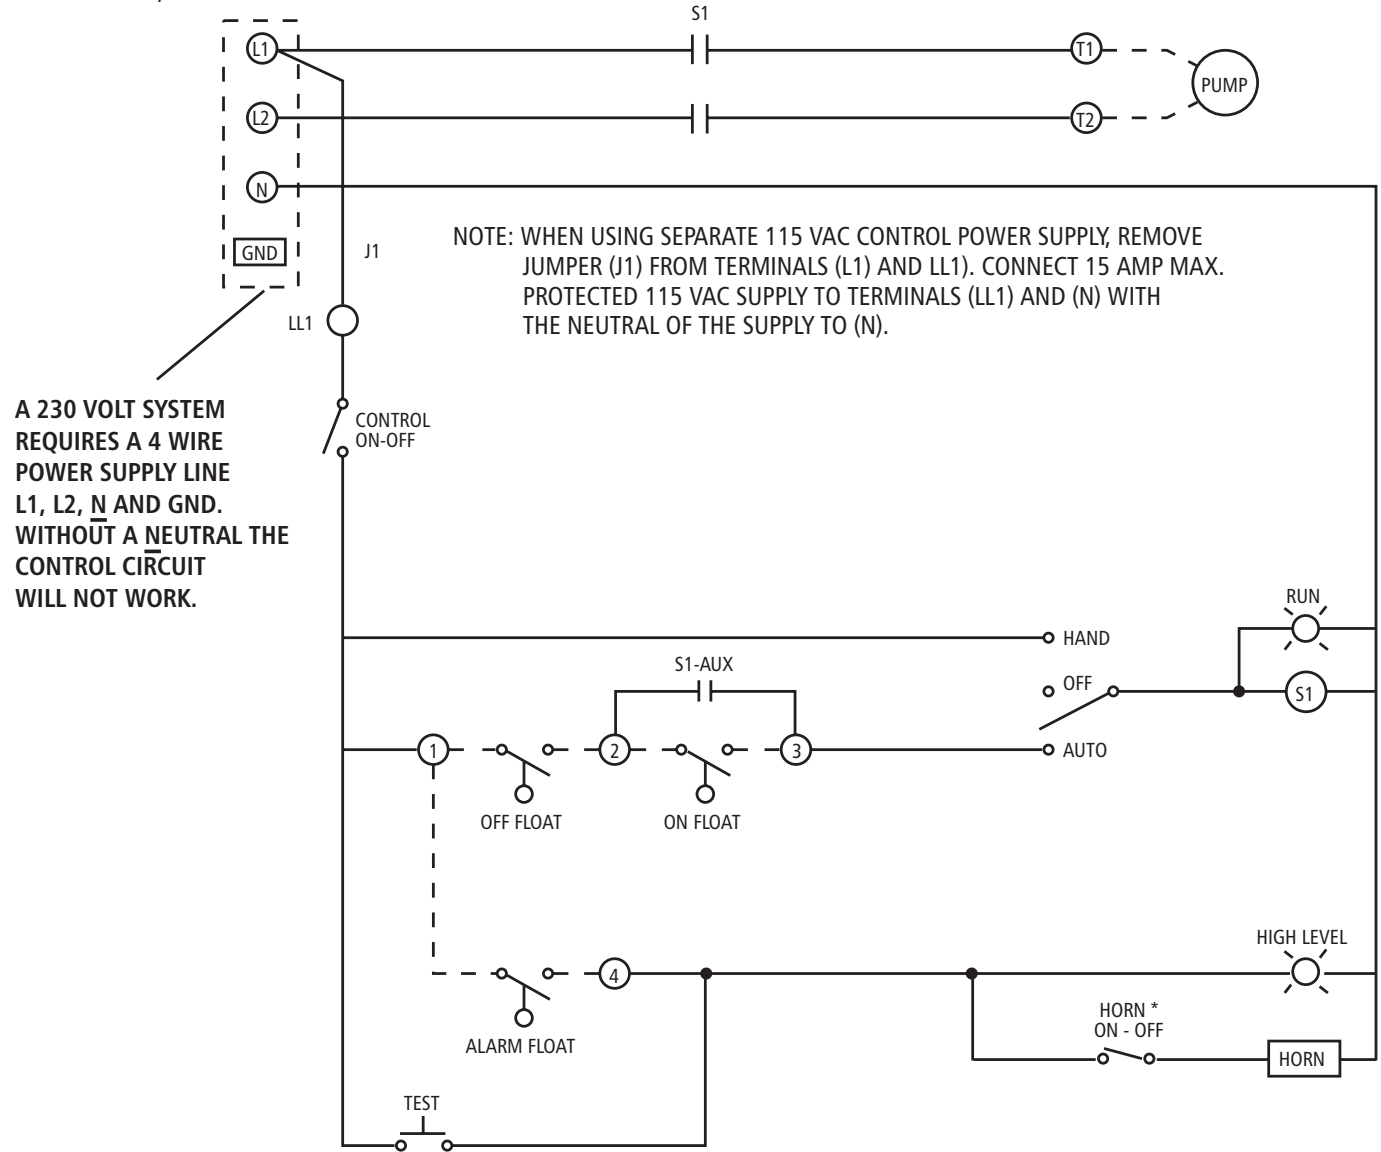 S1
L1
T1
PUMP
L2
T2
N
NOTE: WHEN USING SEPARATE 115 VAC CONTROL POWER SUPPLY, REMOVE
JUMPER (J1) FROM TERMINALS (L1) AND LL1). CONNECT 15 AMP MAX.
PROTECTED 115 VAC SUPPLY TO TERMINALS (LL1) AND (N) WITH
THE NEUTRAL OF THE SUPPLY TO (N).
GND
J1
LL1
A 230 VOLT SYSTEM
REQUIRES A 4 WIRE
POWER SUPPLY LINE
L1, L2, N AND GND.
WITHOUT A NEUTRAL THE
CONTROL CIRCUIT
WILL NOT WORK.
CONTROL
ON-OFF
RUN
HAND
S1-AUX
OFF
S1
1
2
3
AUTO
OFF FLOAT
ON FLOAT
HIGH LEVEL
4
HORN *
ON - OFF
ALARM FLOAT
HORN
TEST